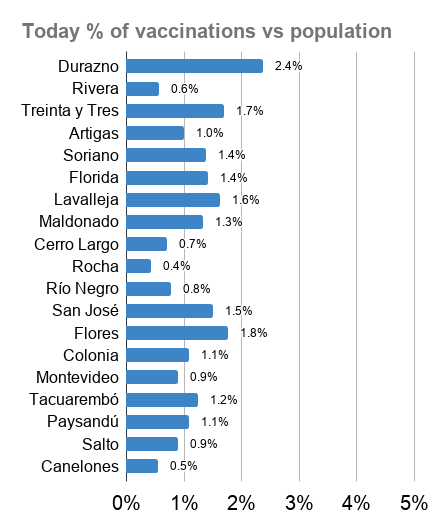 Today % of vaccinations vs population
Durazno 2.4%
Rivera 0.6%
Treinta y Tres 1.7%
Artigas 1.0%
Soriano 1.4%
Florida 1.4%
Lavalleja 1.6%
Maldonado 1.3%
Cerro Largo 0.7%
Rocha 0.4%
Río Negro 0.8%
San José 1.5%
Flores 1.8%
Colonia 1.1%
Montevideo 0.9%
Tacuarembó 1.2%
Paysandú 1.1%
Salto 0.9%
Canelones 0.5%
0% 1% 2% 3% 4% 5%